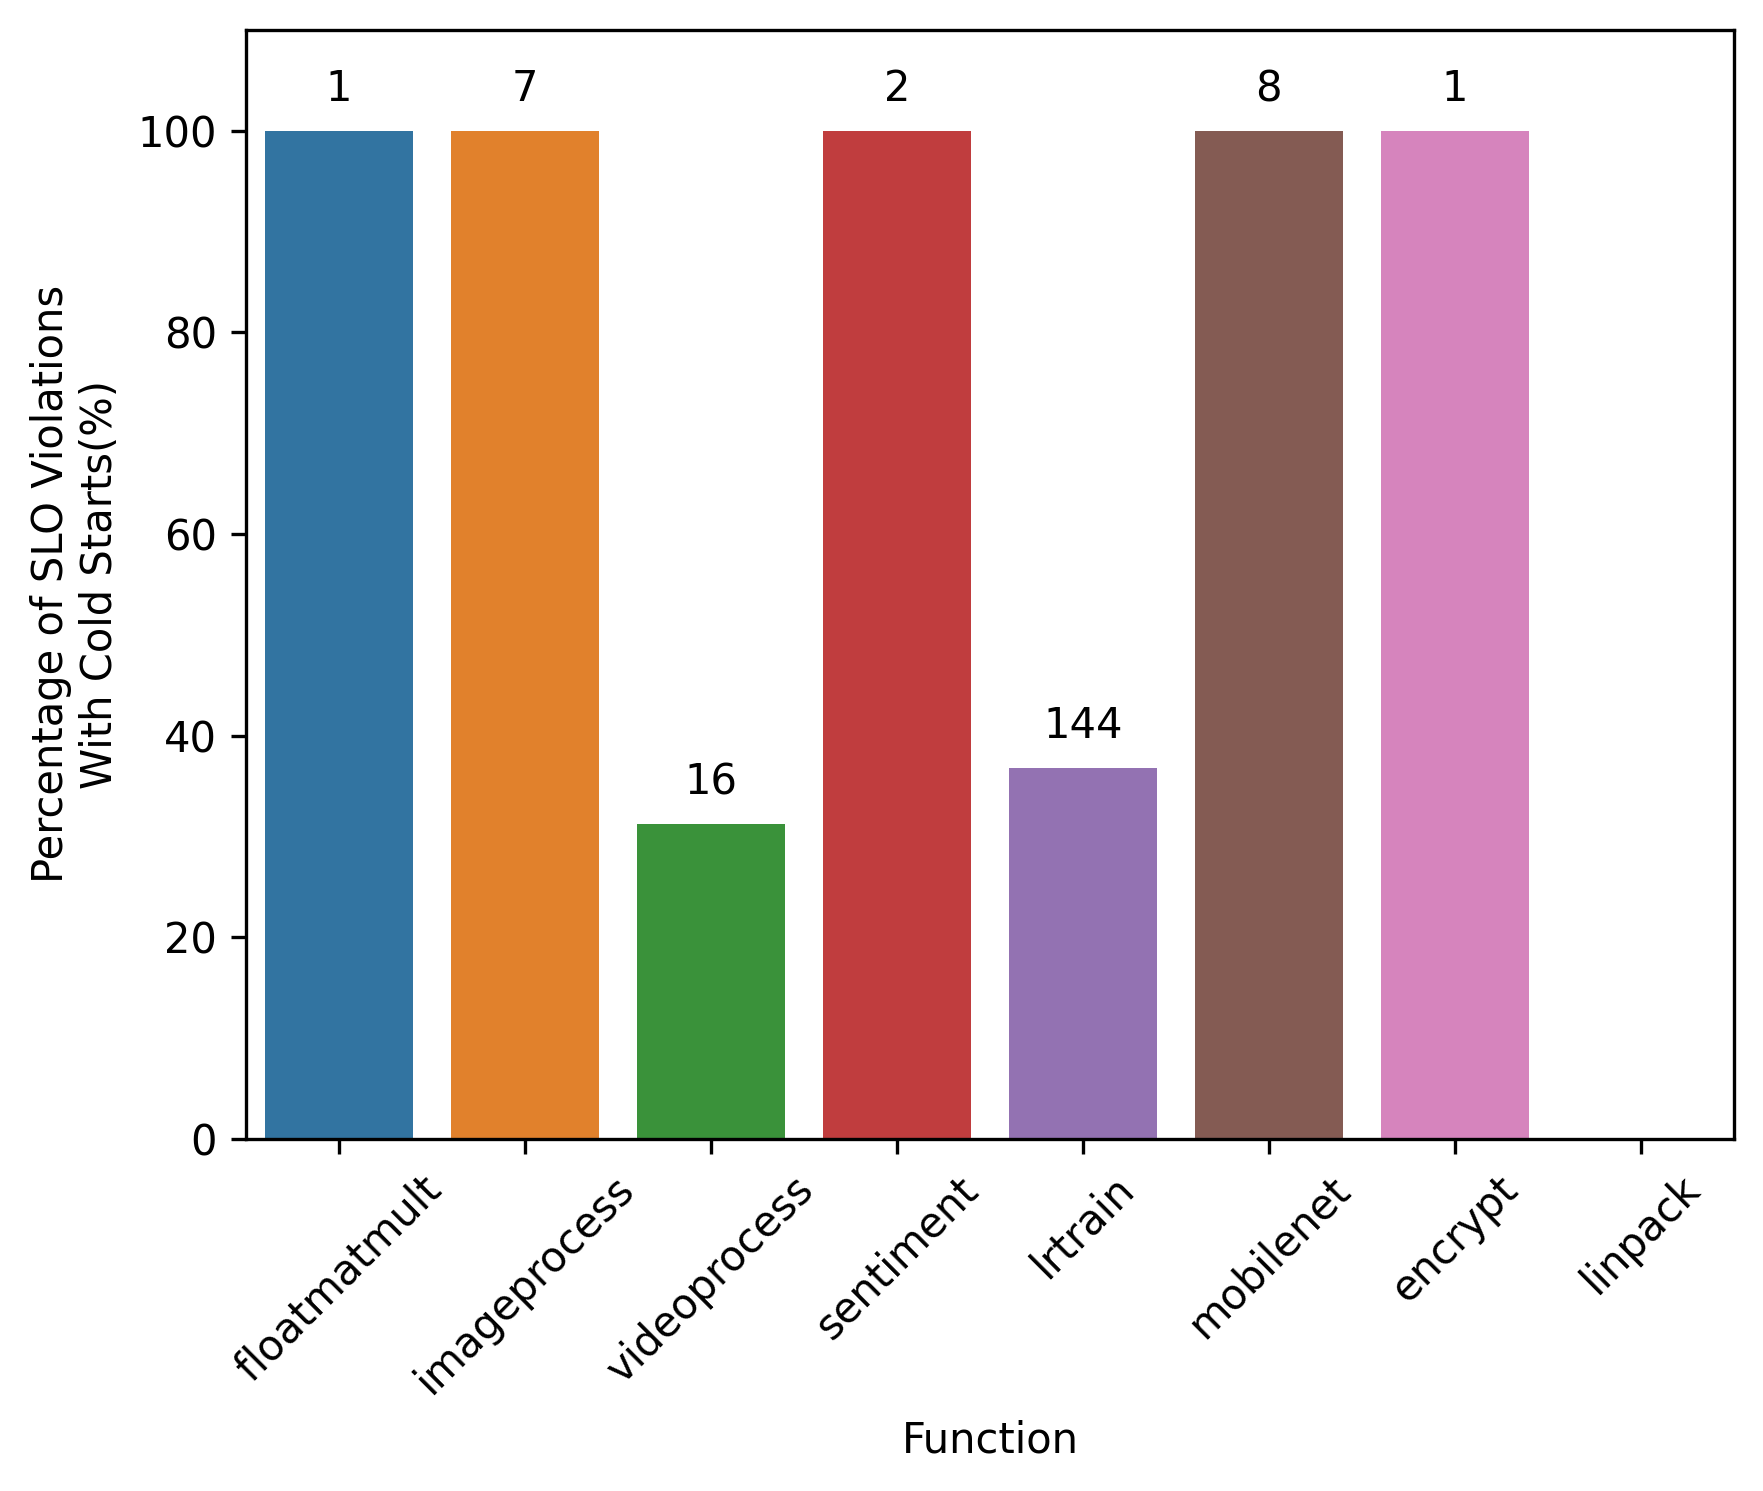 1 7 2 8 1
100
80
60
40
20
0
144
16
Percentage of SLO Violations
With Cold Starts(%)
floatmatmult
imageprocess
videoprocess
sentiment
lrtrain
mobilenet
encrypt
linpack
Function